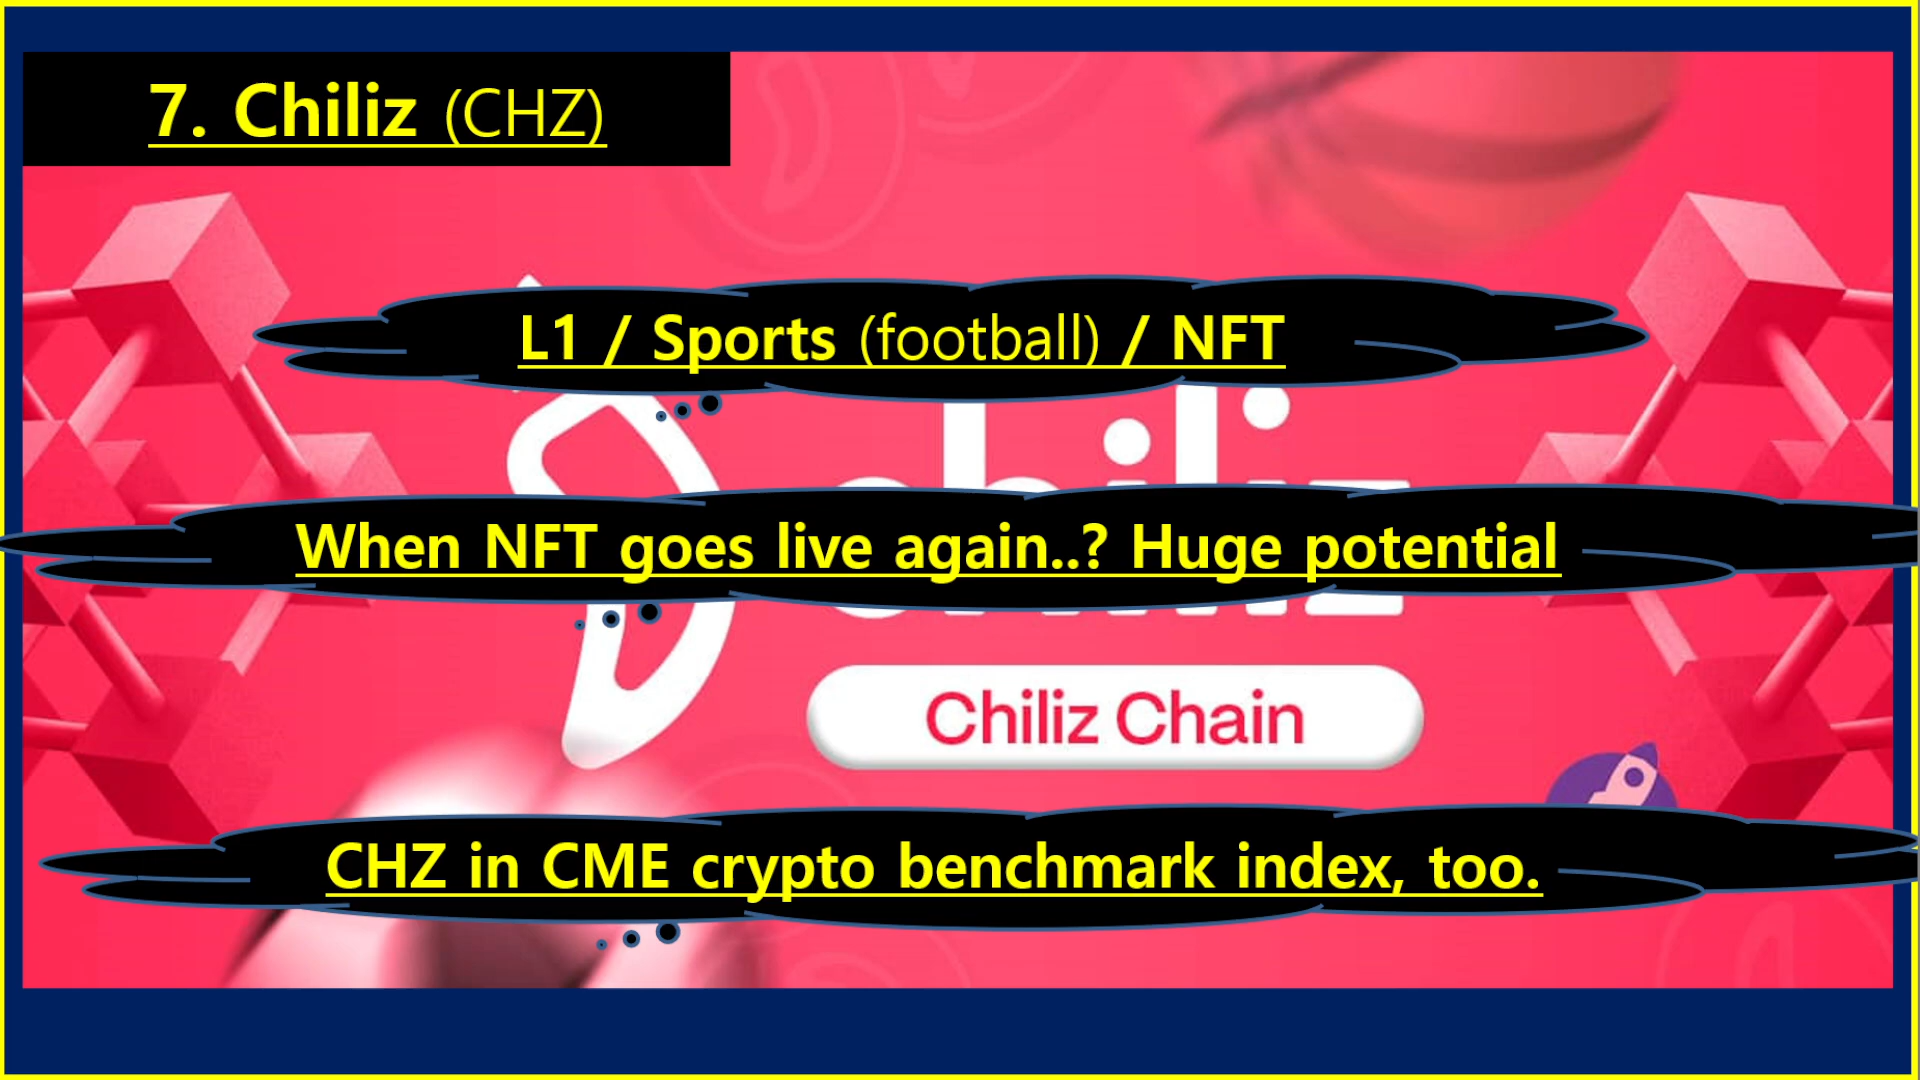 7. Chiliz (CHZ)
L1 / Sports (football) / NFT
chiliz
When NFT goes live again..? Huge potential
Chiliz Chain
CHZ in CME crypto benchmark index, too.